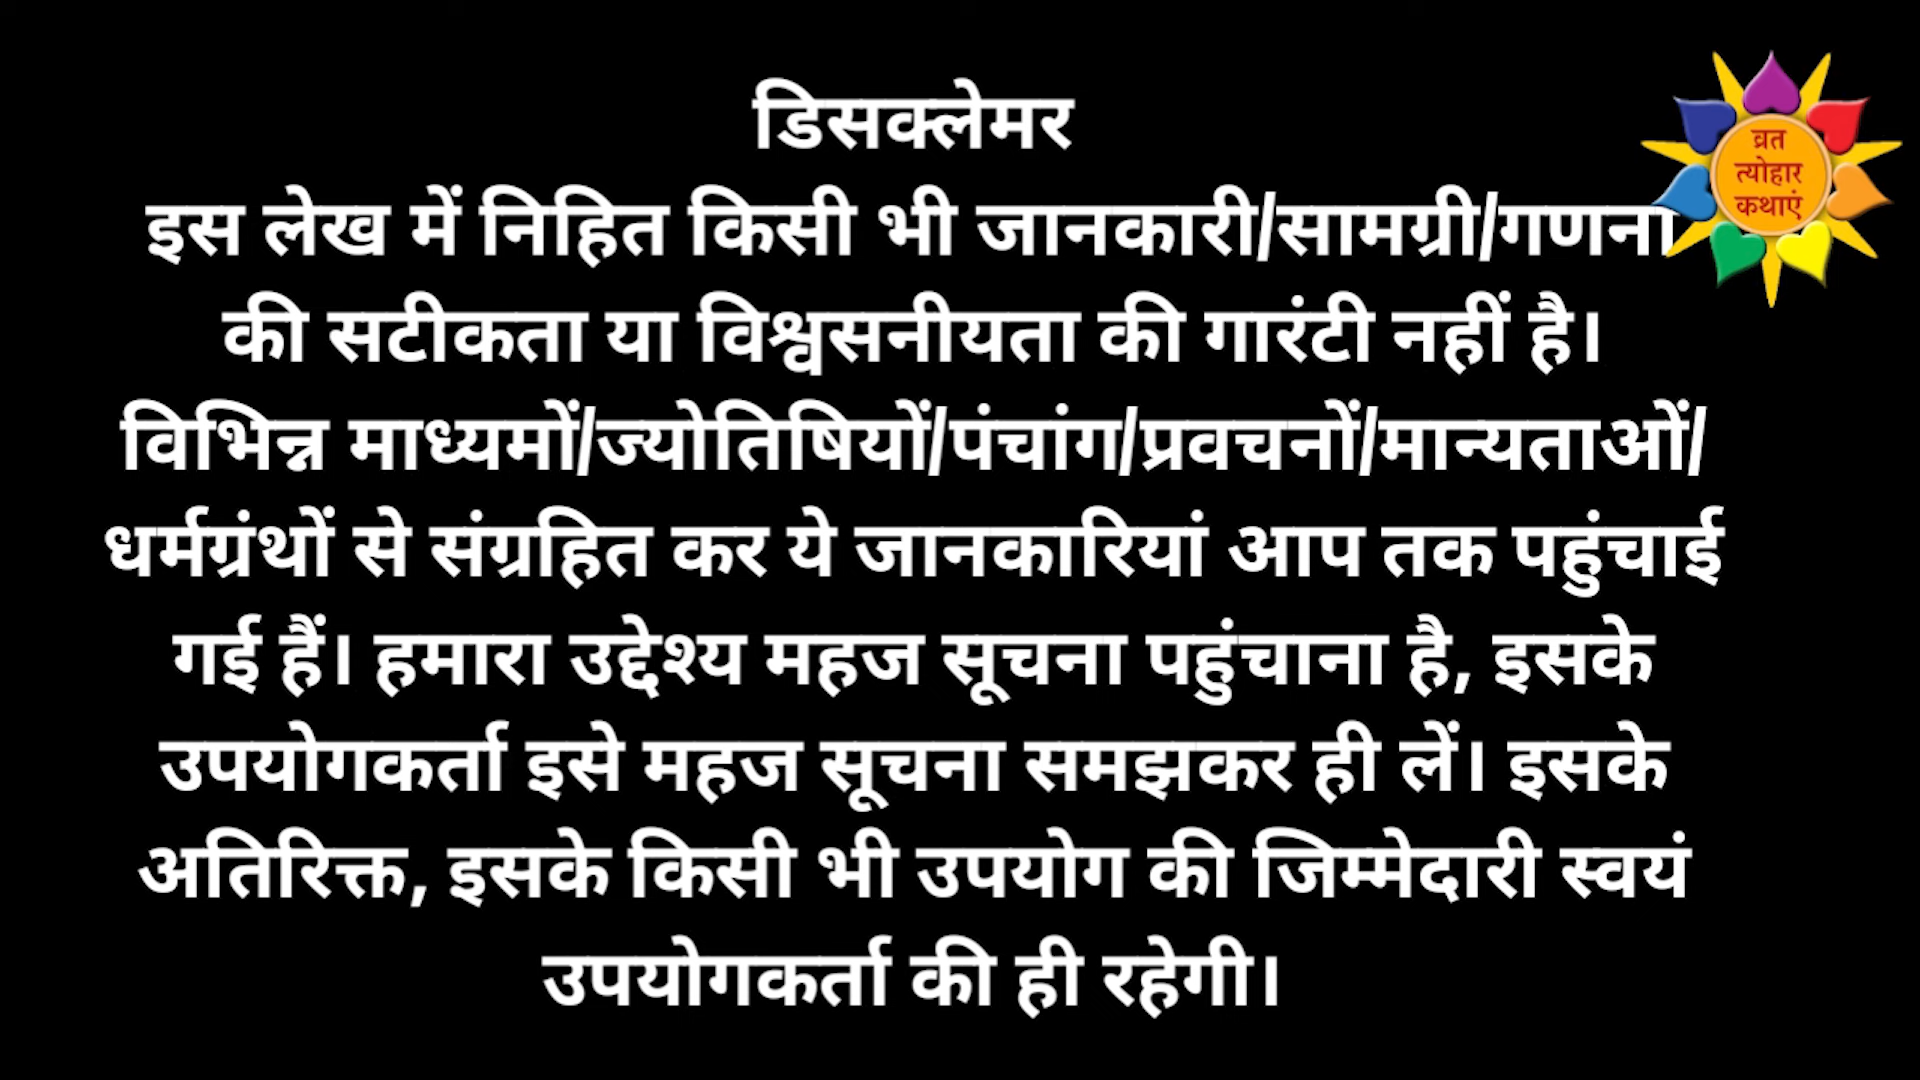 डिसक्लेमर
इस लेख में निहित किसी भी जानकारी/सामग्री/गणना
की सटीकता या विश्वसनीयता की गारंटी नहीं है।
विभिन्न माध्यमों/ज्योतिषियों/पंचांग/प्रवचनों/मान्यताओं/
धर्मग्रंथों से संग्रहित कर ये जानकारियां आप तक पहुंचाई
गई हैं। हमारा उद्देश्य महज सूचना पहुंचाना है, इसके
उपयोगकर्ता इसे महज सूचना समझकर ही लें। इसके
अतिरिक्त, इसके किसी भी उपयोग की जिम्मेदारी स्वयं
उपयोगकर्ता की ही रहेगी।
व्रत
त्योहार
कथाएं